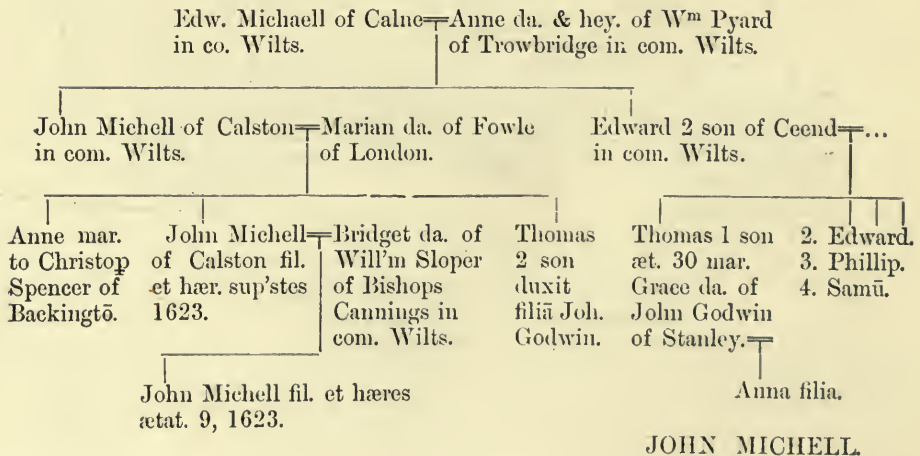 Edw. Michaell of Calne
in co. Wilts.
Anne da. & hey. of Wᵐ Pyard
of Trowbridge in com. Wilts.
John Michell of Calston
in com. Wilts.
Marian da. of Fowle
of London.
Edward 2 son of Ceend ...
in com. Wilts.
Anne mar.
to Christop
Spencer of
Backingtō.
John Michell
of Calston fil.
et hær. sup'stes
1623.
Bridget da. of
Will'm Sloper
of Bishops
Cannings in
com. Wilts.
Thomas
2 son
duxit
filiā Joh.
Godwin.
Thomas 1 son
æt. 30 mar.
Grace da. of
John Godwin
of Stanley.
2. Edward.
3. Phillip.
4. Samū.
John Michell fil. et hæres
ætat. 9, 1623.
Anna filia.
JOHN MICHELL.